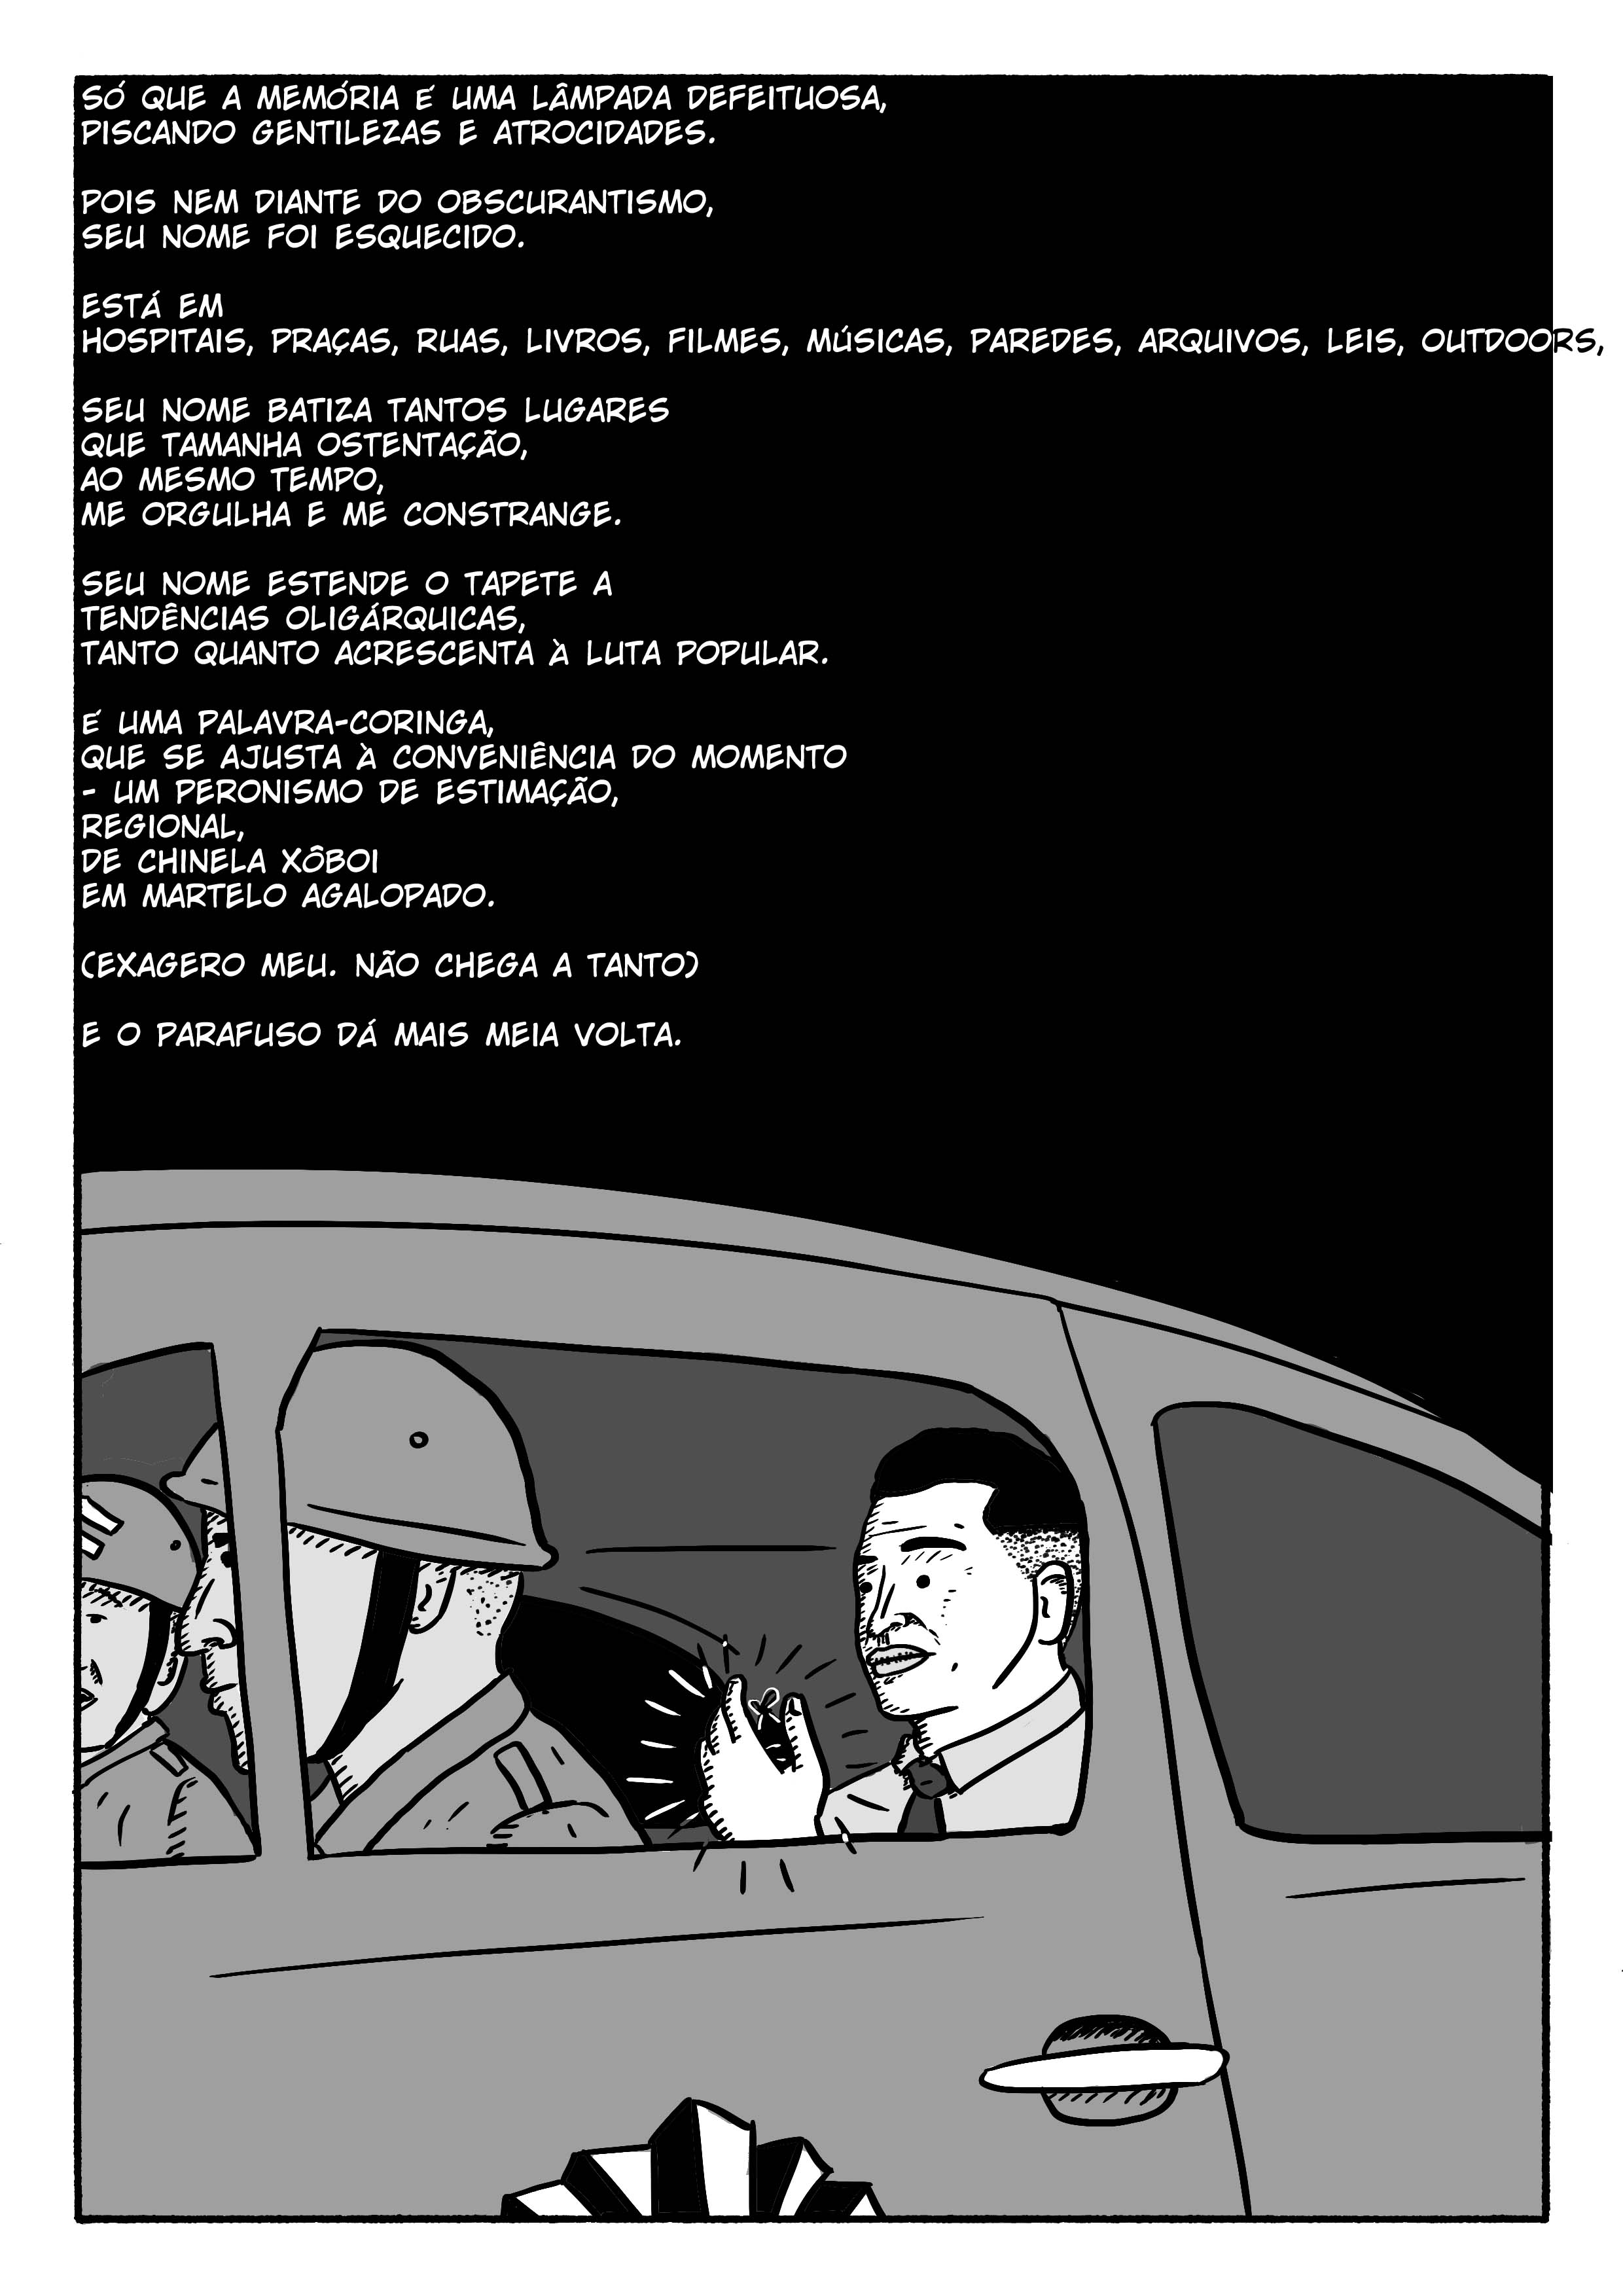 SÓ QUE A MEMÓRIA É UMA LÂMPADA DEFEITUOSA,
PISCANDO GENTILEZAS E ATROCIDADES.
POIS NEM DIANTE DO OBSCURANTISMO,
SEU NOME FOI ESQUECIDO.
ESTÁ EM
HOSPITAIS, PRAÇAS, RUAS, LIVROS, FILMES, MÚSICAS, PAREDES, ARQUIVOS, LEIS, OUTDOORS,
SEU NOME BATIZA TANTOS LUGARES
QUE TAMANHA OSTENTAÇÃO,
AO MESMO TEMPO,
ME ORGULHA E ME CONSTRANGE.
SEU NOME ESTENDE O TAPETE A
TENDÊNCIAS OLIGÁRQUICAS,
TANTO QUANTO ACRESCENTA À LUTA POPULAR.
É UMA PALAVRA-CORINGA,
QUE SE AJUSTA À CONVENIÊNCIA DO MOMENTO
- UM PERONISMO DE ESTIMAÇÃO,
REGIONAL,
DE CHINELA XÔBOI
EM MARTELO AGALOPADO.
(EXAGERO MEU. NÃO CHEGA A TANTO)
E O PARAFUSO DÁ MAIS MEIA VOLTA.